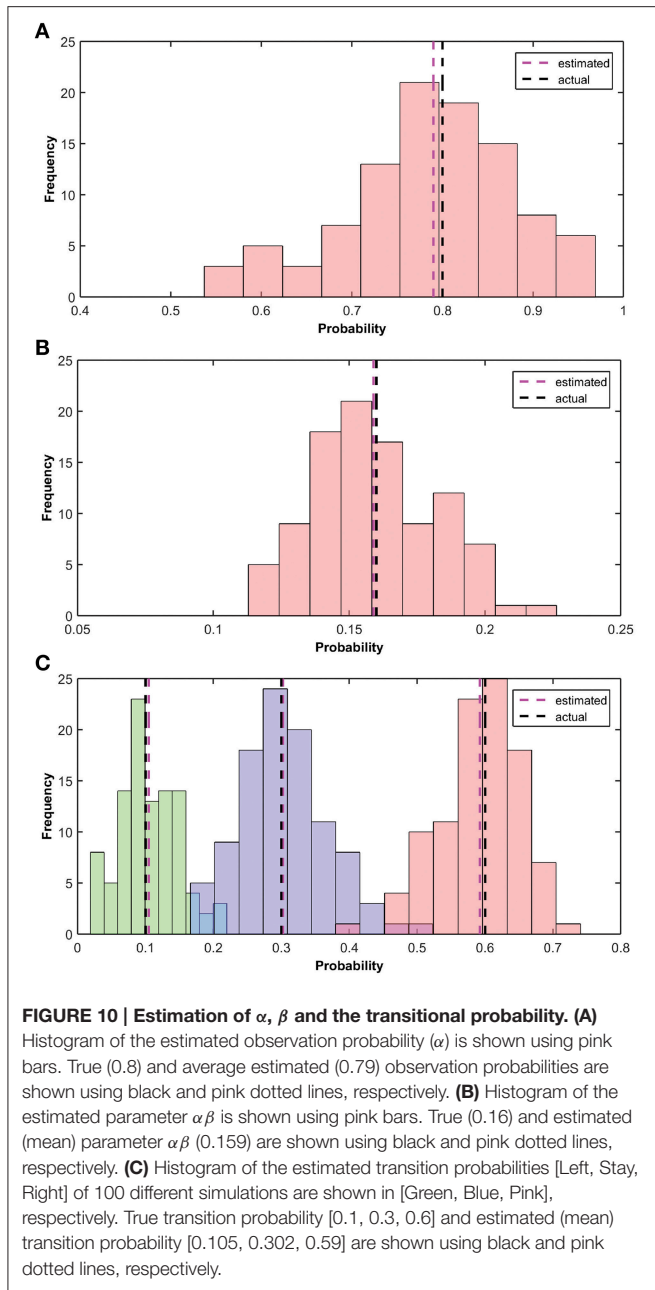 A
25
20
15
10
5
0
Frequency
estimated
actual
0.4 0.5 0.6 0.7 0.8 0.9 1
Probability
B
25
20
15
10
5
0
Frequency
estimated
actual
0.05 0.1 0.15 0.2 0.25
Probability
C
25
20
15
10
5
0
Frequency
estimated
actual
0 0.1 0.2 0.3 0.4 0.5 0.6 0.7 0.8
Probability
FIGURE 10 | Estimation of α, β and the transitional probability. (A)
Histogram of the estimated observation probability (α) is shown using pink
bars. True (0.8) and average estimated (0.79) observation probabilities are
shown using black and pink dotted lines, respectively. (B) Histogram of the
estimated parameter αβ is shown using pink bars. True (0.16) and estimated
(mean) parameter αβ (0.159) are shown using black and pink dotted lines,
respectively. (C) Histogram of the estimated transition probabilities [Left, Stay,
Right] of 100 different simulations are shown in [Green, Blue, Pink],
respectively. True transition probability [0.1, 0.3, 0.6] and estimated (mean)
transition probability [0.105, 0.302, 0.59] are shown using black and pink
dotted lines, respectively.